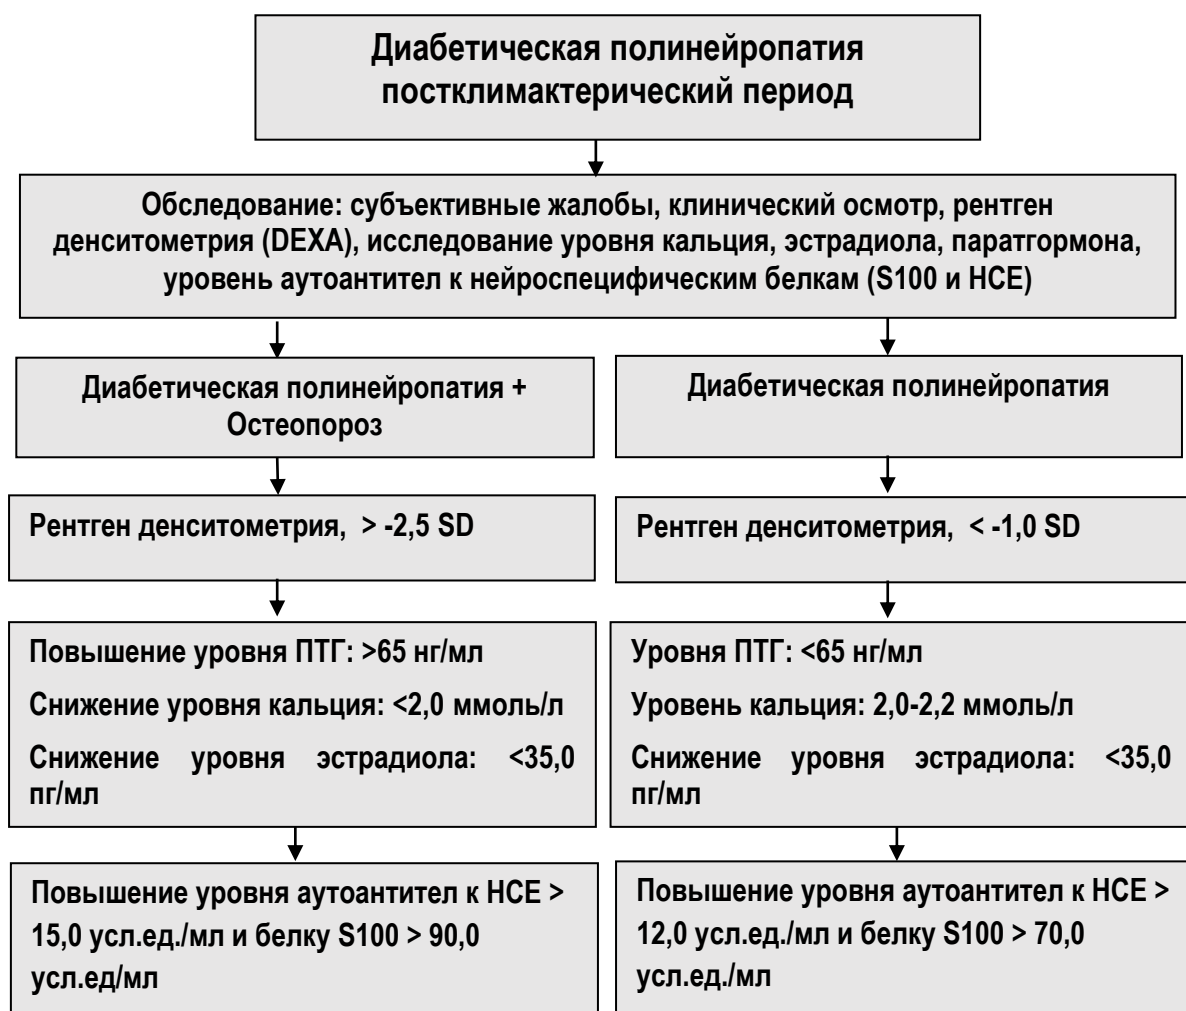 Диабетическая полинейропатия
постклимактерический период
Обследование: субъективные жалобы, клинический осмотр, рентген
денситометрия (DEXA), исследование уровня кальция, эстрадиола, паратгормона,
уровень аутоантител к нейроспецифическим белкам (S100 и НСЕ)
Диабетическая полинейропатия +
Остеопороз
Диабетическая полинейропатия
Рентген денситометрия, > -2,5 SD
Рентген денситометрия, < -1,0 SD
Повышение уровня ПТГ: >65 нг/мл
Снижение уровня кальция: <2,0 ммоль/л
Снижение уровня эстрадиола: <35,0
пг/мл
Уровня ПТГ: <65 нг/мл
Уровень кальция: 2,0-2,2 ммоль/л
Снижение уровня эстрадиола: <35,0
пг/мл
Повышение уровня аутоантител к НСЕ >
15,0 усл.ед./мл и белку S100 > 90,0
усл.ед/мл
Повышение уровня аутоантител к НСЕ >
12,0 усл.ед./мл и белку S100 > 70,0
усл.ед./мл